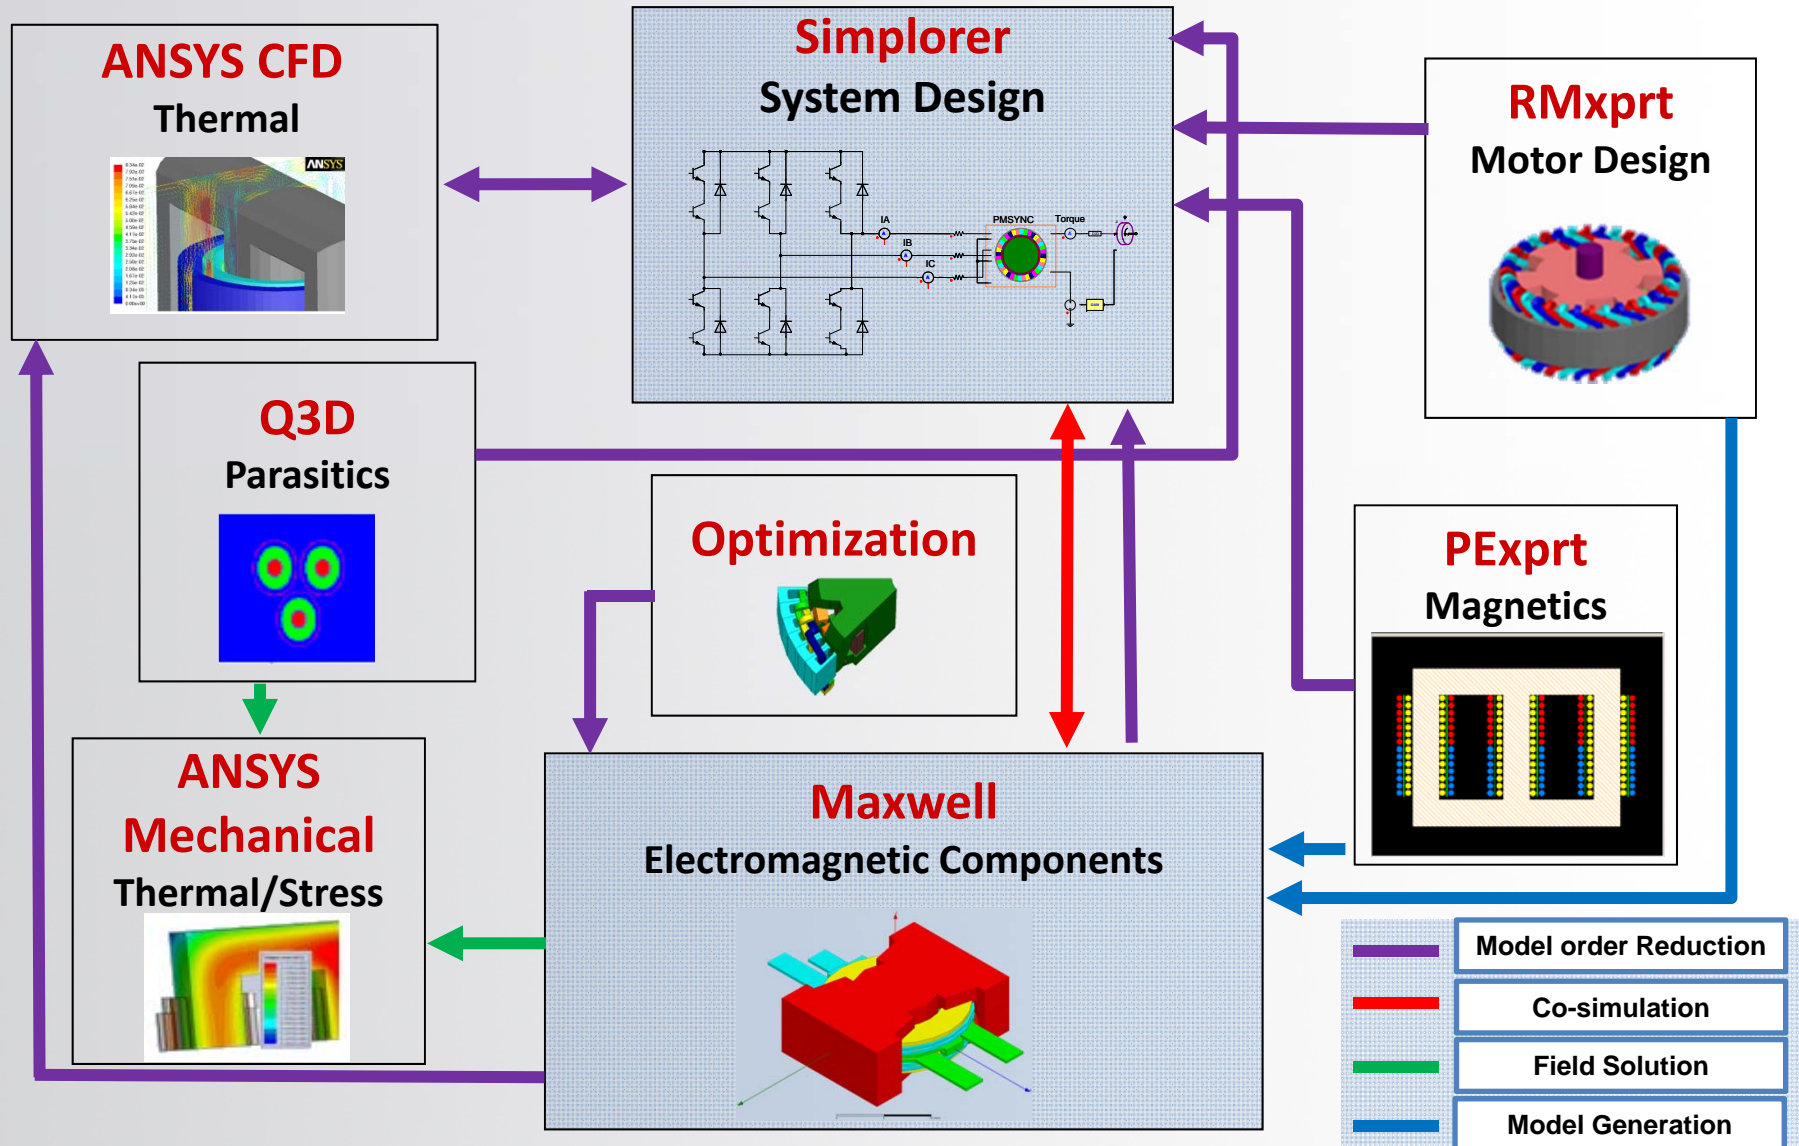 ANSYS CFD
Thermal
ANSYS
Simplorer
System Design
IA
IB
IC
PMSYNC
Torque
GAIN
RMxprt
Motor Design
Q3D
Parasitics
Optimization
PExprt
Magnetics
ANSYS
Mechanical
Thermal/Stress
Maxwell
Electromagnetic Components
Model order Reduction
Co-simulation
Field Solution
Model Generation